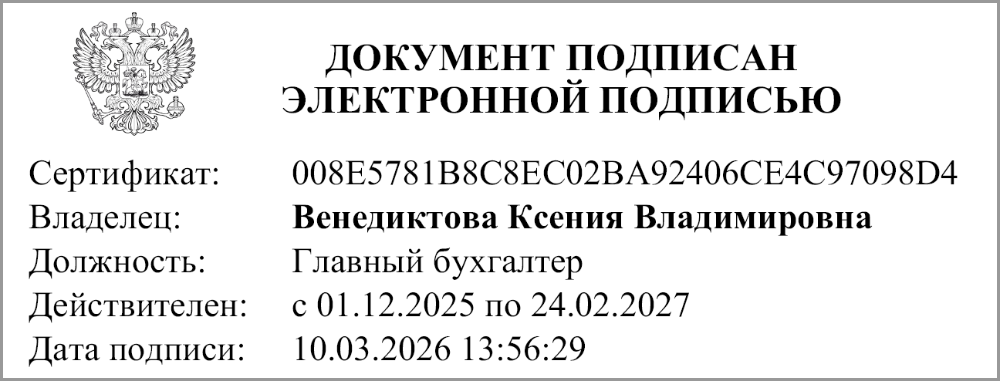 ДОКУМЕНТ ПОДПИСАН
ЭЛЕКТРОННОЙ ПОДПИСЬЮ
Сертификат: 008E5781B8C8EC02BA92406CE4C97098D4
Владелец: Венедиктова Ксения Владимировна
Должность: Главный бухгалтер
Действителен: с 01.12.2025 по 24.02.2027
Дата подписи: 10.03.2026 13:56:29